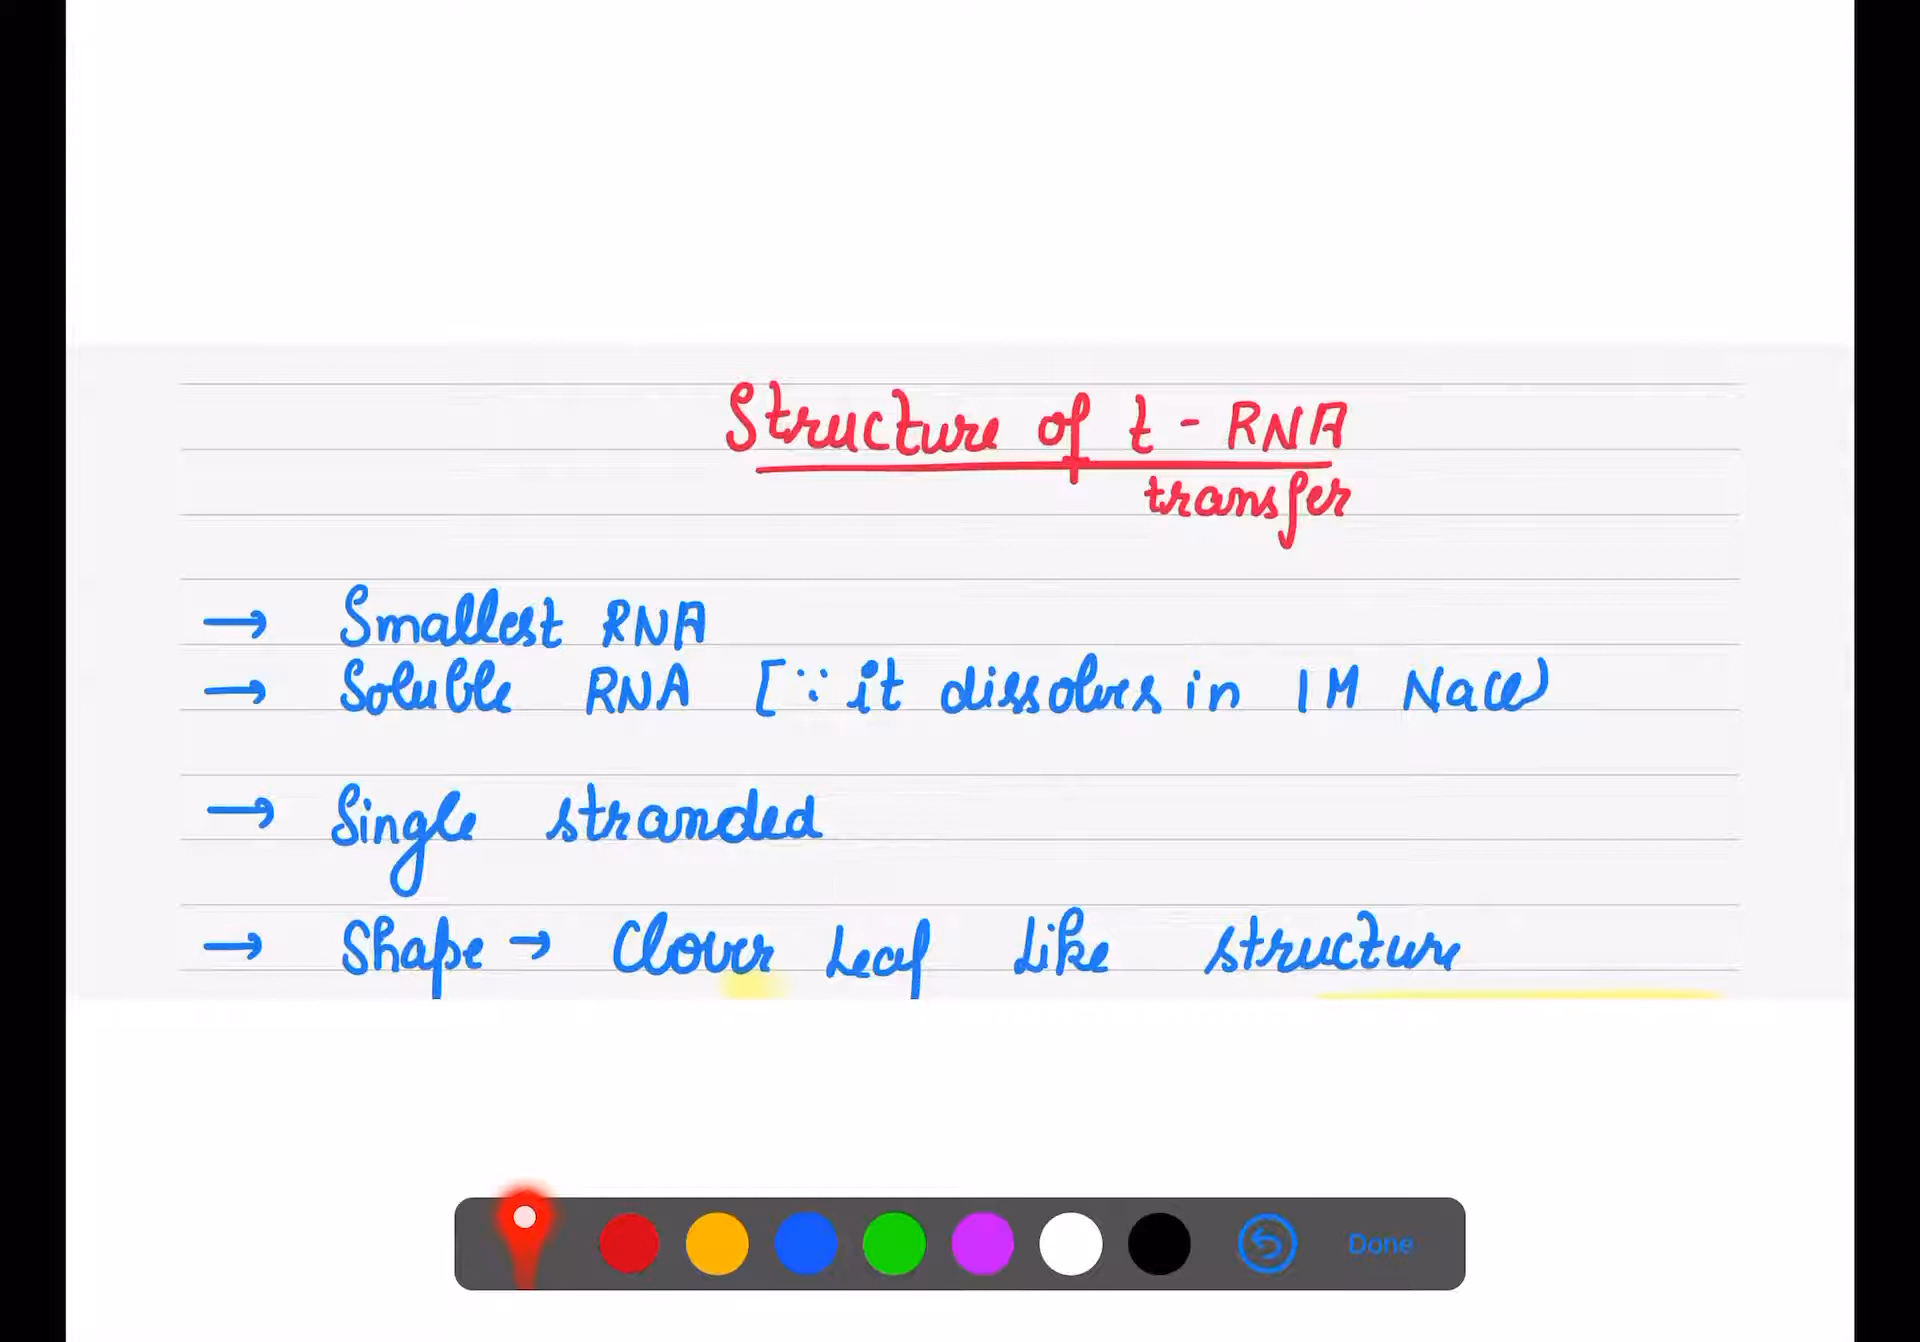 Structure of t - RNA
transfer
→ Smallest RNA
→ Soluble RNA [∵ it dissolves in 1M NaCl)
→ Single stranded
→ Shape → Clover Leaf Like structure
Done